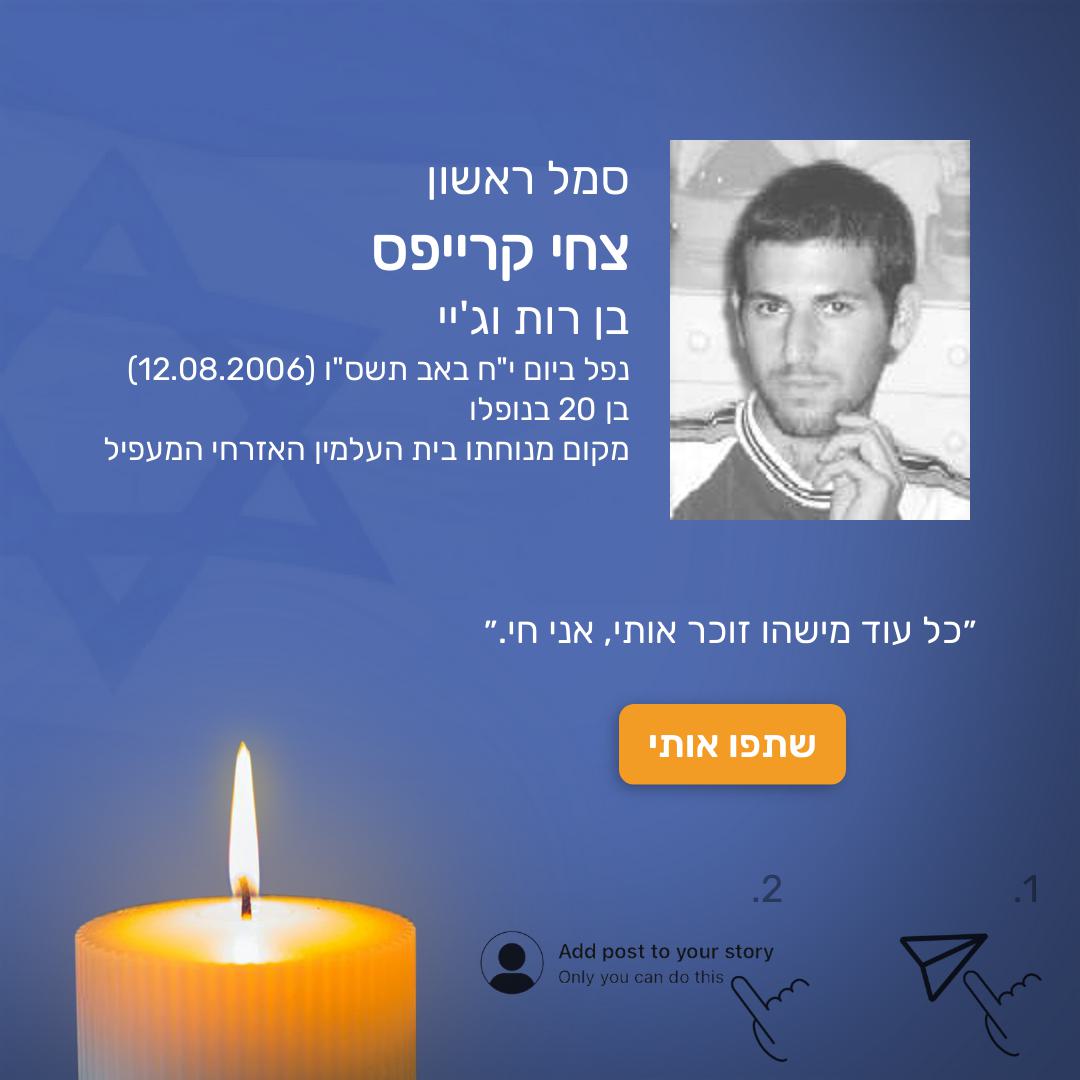 סמל ראשון
צחי קרייפס
בן רות וג'יי
נפל ביום י"ח באב תשס"ו (12.08.2006)
בן 20 בנופלו
מקום מנוחתו בית העלמין האזרחי המעפיל
״כל עוד מישהו זוכר אותי, אני חי.״
שתפו אותי
1.
2.
Add post to your story
Only you can do this